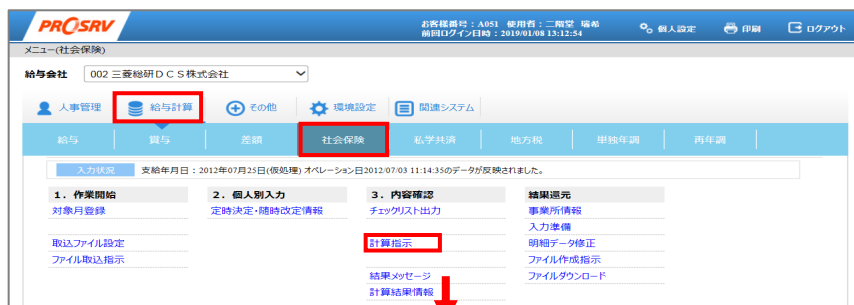 PROSRV
お客様番号：A051 使用者：二階堂 瑞希
前回ログイン日時：2019/01/08 13:12:54
個人設定 印刷 ログアウト
メニュー(社会保険)
給与会社 002 三菱総研ＤＣＳ株式会社
人事管理 給与計算 その他 環境設定 関連システム
給与 賞与 差額 社会保険 私学共済 地方税 単独年調 再年調
入力状況 支給年月日：2012年07月25日(仮処理) オペレーション日2012/07/03 11:14:35のデータが反映されました。
１．作業開始 ２．個人別入力 ３．内容確認 結果還元
対象月登録 定時決定・随時改定情報 チェックリスト出力 事業所情報
入力準備
取込ファイル設定 計算指示 明細データ修正
ファイル取込指示 ファイル作成指示
結果メッセージ ファイルダウンロード
計算結果情報